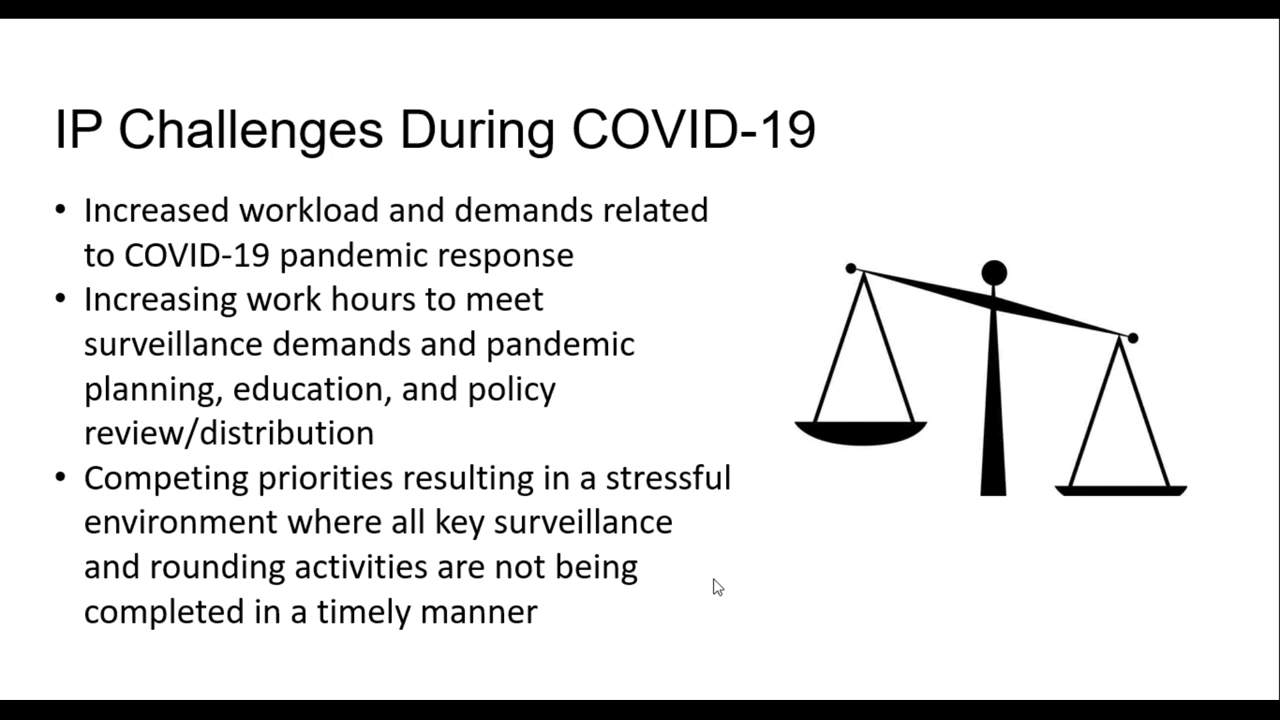 IP Challenges During COVID-19
• Increased workload and demands related
to COVID-19 pandemic response
• Increasing work hours to meet
surveillance demands and pandemic
planning, education, and policy
review/distribution
• Competing priorities resulting in a stressful
environment where all key surveillance
and rounding activities are not being
completed in a timely manner